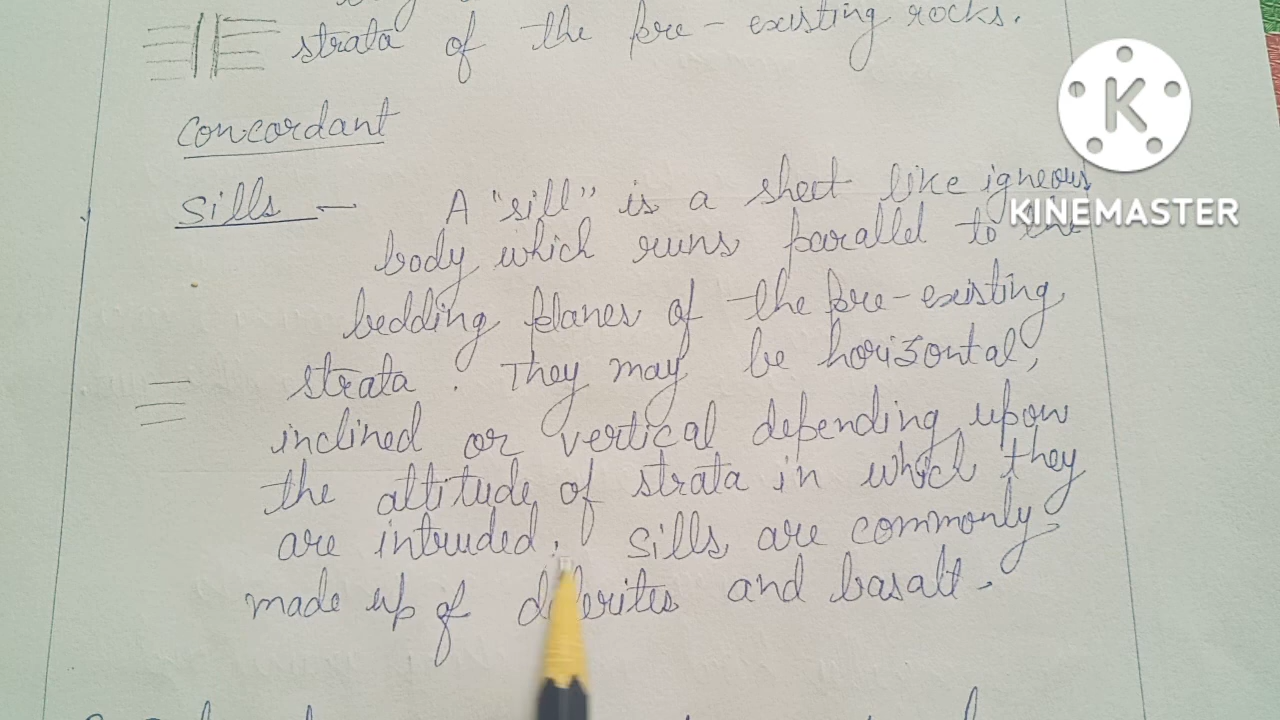 strata of the pre-existing rocks.
Concordant
Sills - A "sill" is a sheet like igneous
body which runs parallel to the
bedding planes of the pre-existing
strata. They may be horizontal,
inclined or vertical depending upon
the altitude of strata in which they
are intruded. Sills are commonly
made up of dolerites and basalt.
K
KINEMASTER